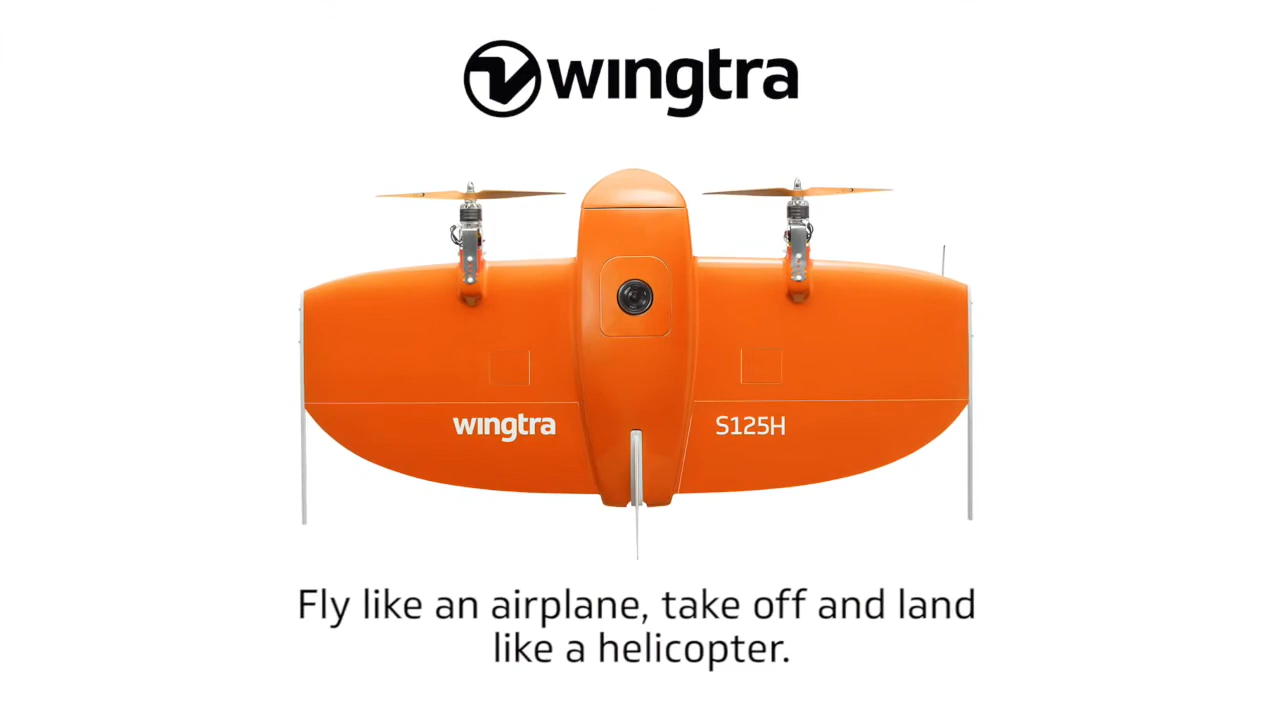 wingtra
wingtra
S125H
Fly like an airplane, take off and land
like a helicopter.